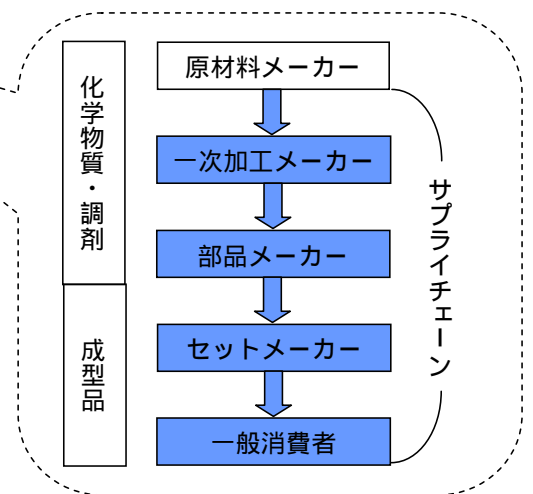 化学物質・調剤
成型品
原材料メーカー
一次加工メーカー
部品メーカー
セットメーカー
一般消費者
サプライチェーン